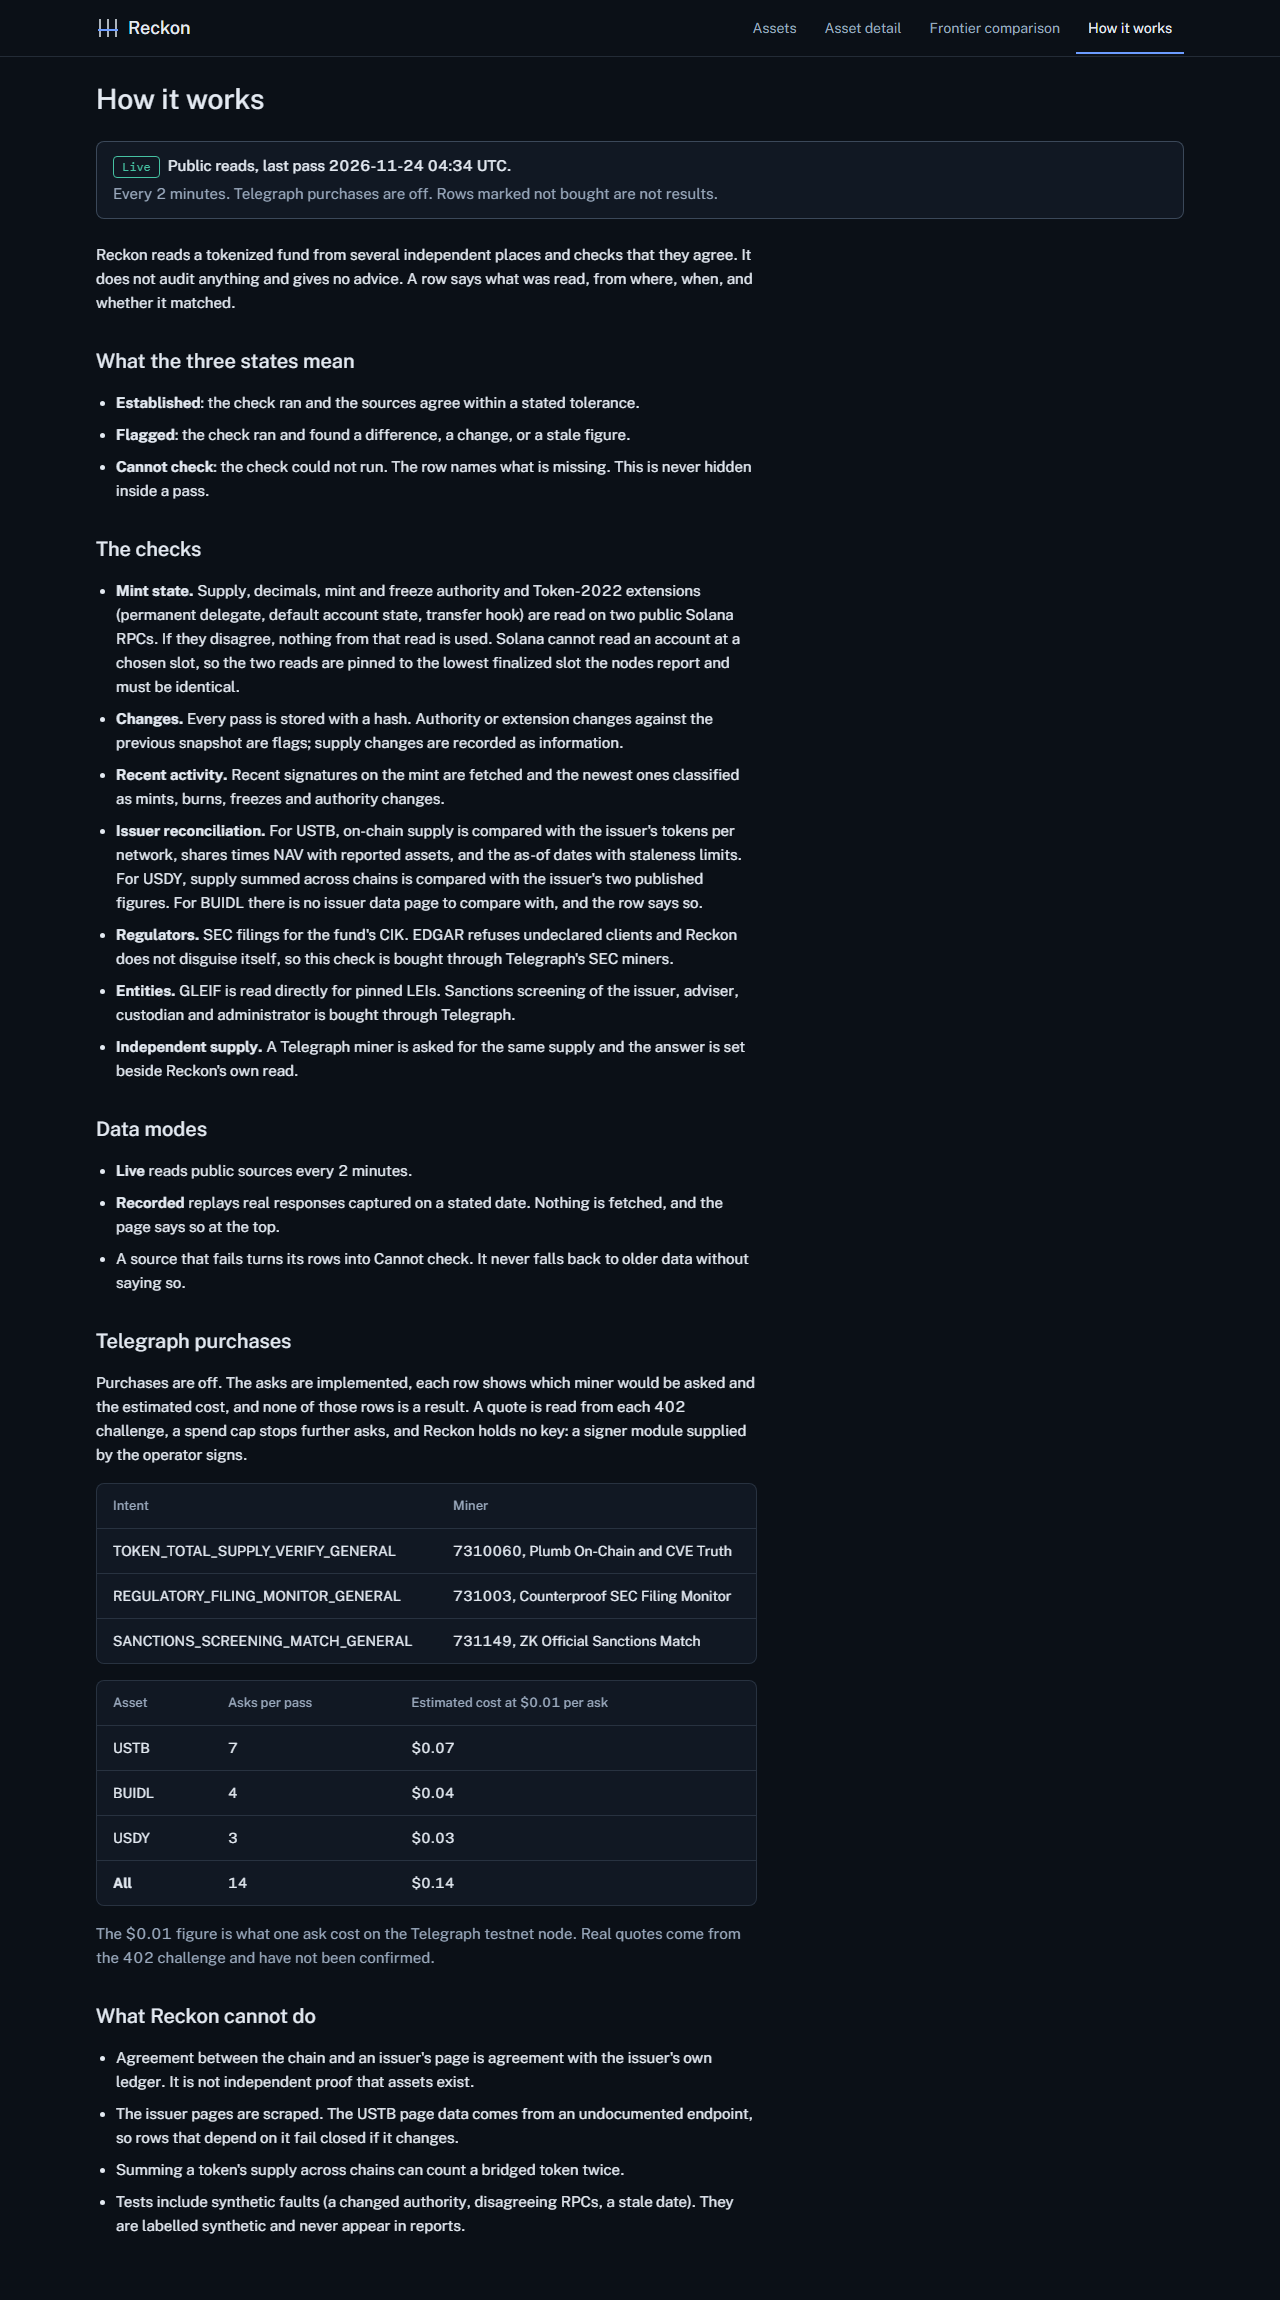 Reckon
Assets
Asset detail
Frontier comparison
How it works
How it works
Live Public reads, last pass 2026-11-24 04:34 UTC.
Every 2 minutes. Telegraph purchases are off. Rows marked not bought are not results.
Reckon reads a tokenized fund from several independent places and checks that they agree. It
does not audit anything and gives no advice. A row says what was read, from where, when, and
whether it matched.
What the three states mean
• Established: the check ran and the sources agree within a stated tolerance.
• Flagged: the check ran and found a difference, a change, or a stale figure.
• Cannot check: the check could not run. The row names what is missing. This is never hidden
inside a pass.
The checks
• Mint state. Supply, decimals, mint and freeze authority and Token-2022 extensions
(permanent delegate, default account state, transfer hook) are read on two public Solana
RPCs. If they disagree, nothing from that read is used. Solana cannot read an account at a
chosen slot, so the two reads are pinned to the lowest finalized slot the nodes report and
must be identical.
• Changes. Every pass is stored with a hash. Authority or extension changes against the
previous snapshot are flags; supply changes are recorded as information.
• Recent activity. Recent signatures on the mint are fetched and the newest ones classified
as mints, burns, freezes and authority changes.
• Issuer reconciliation. For USTB, on-chain supply is compared with the issuer's tokens per
network, shares times NAV with reported assets, and the as-of dates with staleness limits.
For USDY, supply summed across chains is compared with the issuer's two published
figures. For BUIDL there is no issuer data page to compare with, and the row says so.
• Regulators. SEC filings for the fund's CIK. EDGAR refuses undeclared clients and Reckon
does not disguise itself, so this check is bought through Telegraph's SEC miners.
• Entities. GLEIF is read directly for pinned LEIs. Sanctions screening of the issuer, adviser,
custodian and administrator is bought through Telegraph.
• Independent supply. A Telegraph miner is asked for the same supply and the answer is set
beside Reckon's own read.
Data modes
• Live reads public sources every 2 minutes.
• Recorded replays real responses captured on a stated date. Nothing is fetched, and the
page says so at the top.
• A source that fails turns its rows into Cannot check. It never falls back to older data without
saying so.
Telegraph purchases
Purchases are off. The asks are implemented, each row shows which miner would be asked and
the estimated cost, and none of those rows is a result. A quote is read from each 402
challenge, a spend cap stops further asks, and Reckon holds no key: a signer module supplied
by the operator signs.
Intent Miner
TOKEN_TOTAL_SUPPLY_VERIFY_GENERAL 7310060, Plumb On-Chain and CVE Truth
REGULATORY_FILING_MONITOR_GENERAL 731003, Counterproof SEC Filing Monitor
SANCTIONS_SCREENING_MATCH_GENERAL 731149, ZK Official Sanctions Match
Asset Asks per pass Estimated cost at $0.01 per ask
USTB 7 $0.07
BUIDL 4 $0.04
USDY 3 $0.03
All 14 $0.14
The $0.01 figure is what one ask cost on the Telegraph testnet node. Real quotes come from
the 402 challenge and have not been confirmed.
What Reckon cannot do
• Agreement between the chain and an issuer's page is agreement with the issuer's own
ledger. It is not independent proof that assets exist.
• The issuer pages are scraped. The USTB page data comes from an undocumented endpoint,
so rows that depend on it fail closed if it changes.
• Summing a token's supply across chains can count a bridged token twice.
• Tests include synthetic faults (a changed authority, disagreeing RPCs, a stale date). They
are labelled synthetic and never appear in reports.